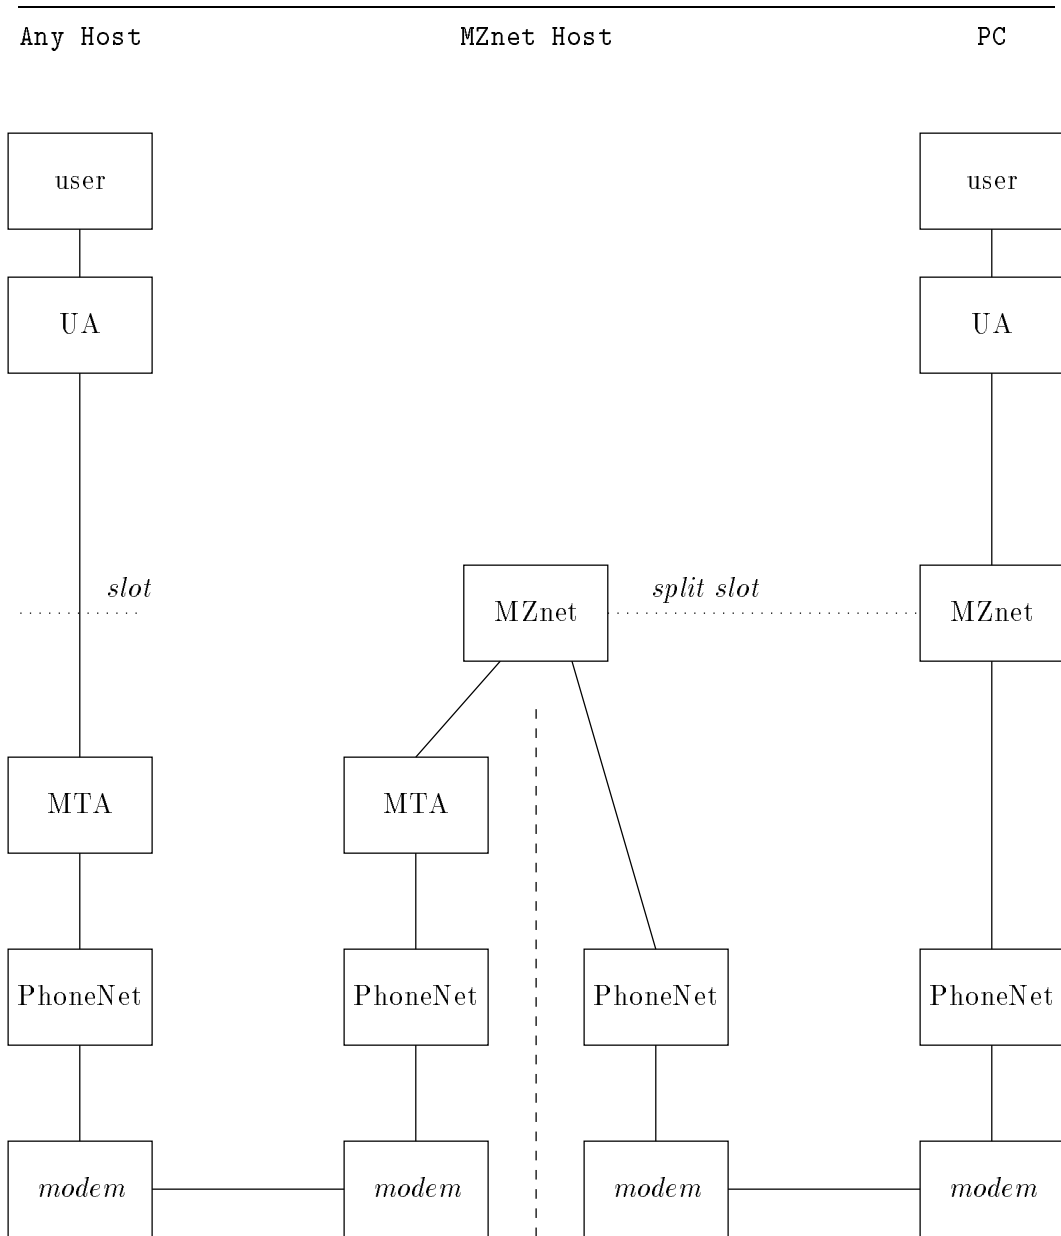 Any Host MZnet Host PC
user user
UA UA
slot split slot
MZnet MZnet
MTA MTA
PhoneNet PhoneNet PhoneNet PhoneNet
modem modem modem modem